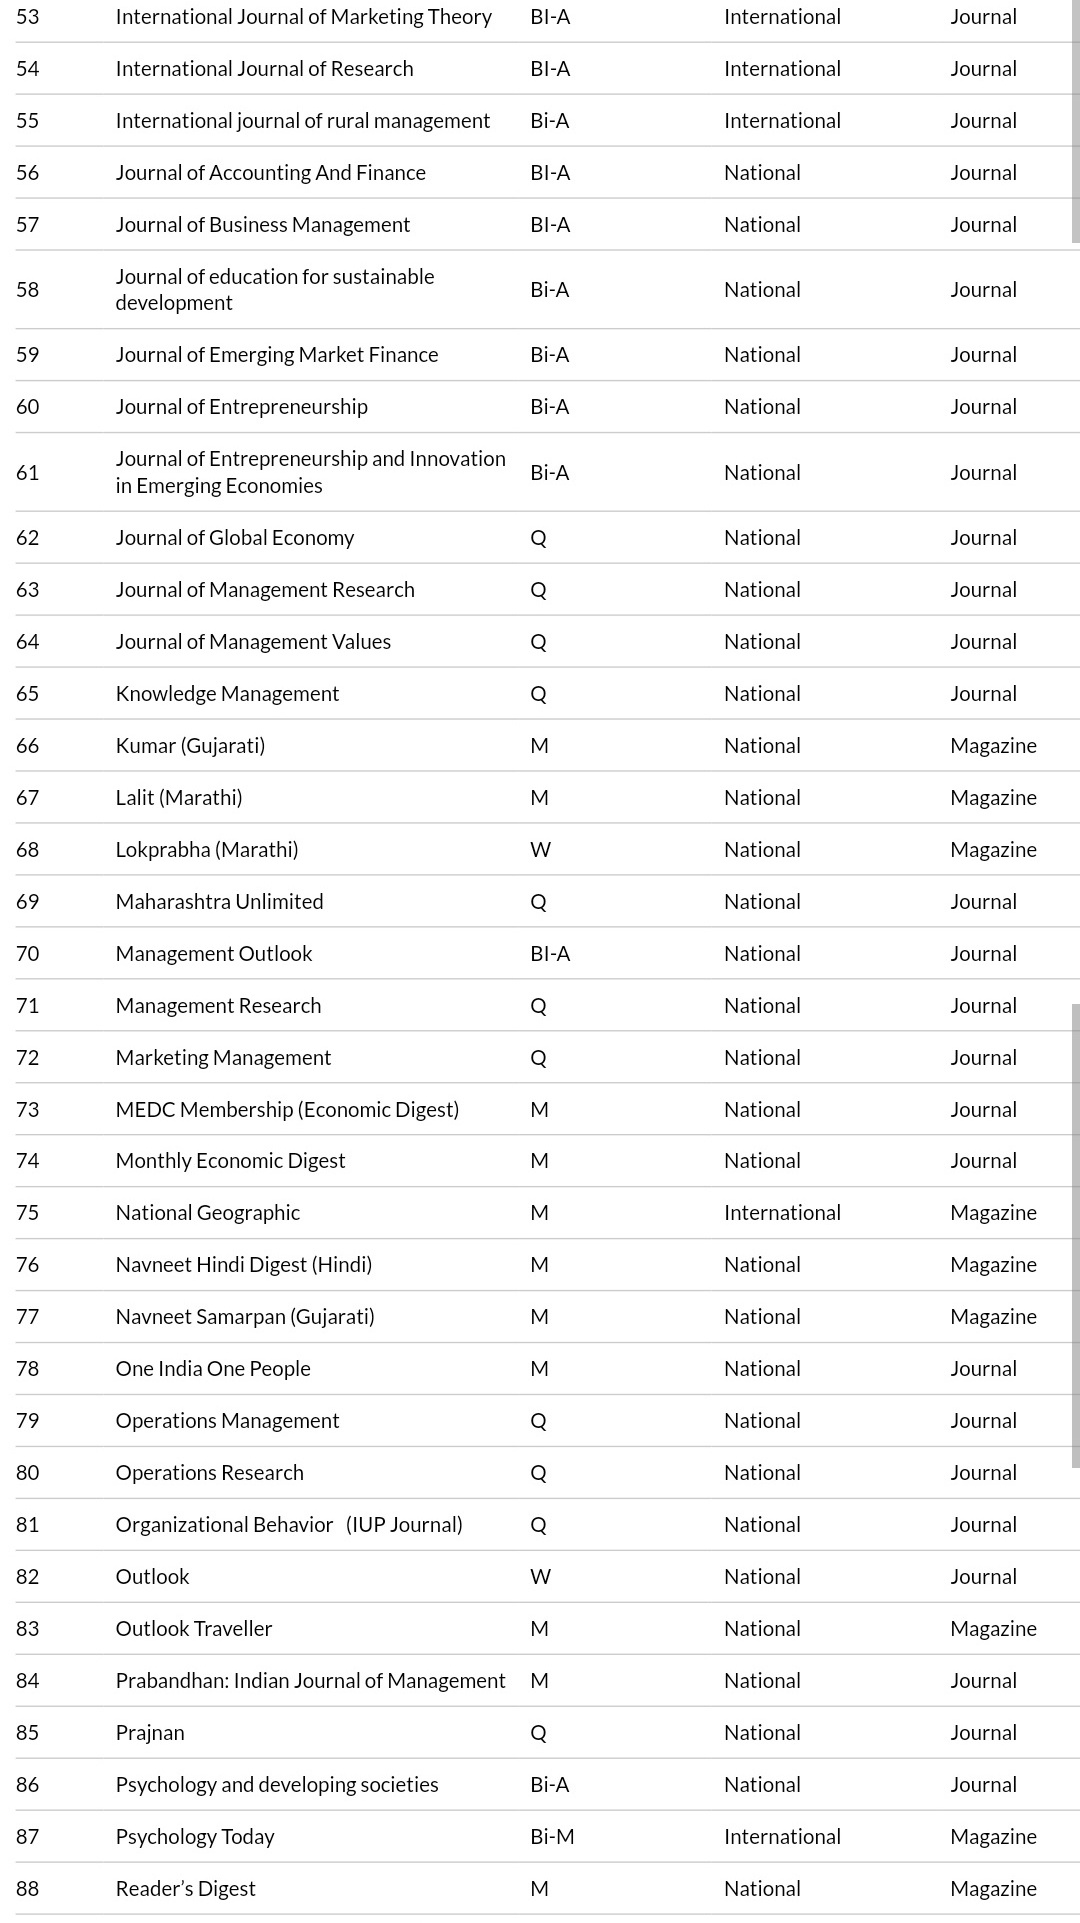 53 International Journal of Marketing Theory BI-A International Journal
54 International Journal of Research BI-A International Journal
55 International journal of rural management Bi-A International Journal
56 Journal of Accounting And Finance BI-A National Journal
57 Journal of Business Management BI-A National Journal
58 Journal of education for sustainable
development Bi-A National Journal
59 Journal of Emerging Market Finance Bi-A National Journal
60 Journal of Entrepreneurship Bi-A National Journal
61 Journal of Entrepreneurship and Innovation
in Emerging Economies Bi-A National Journal
62 Journal of Global Economy Q National Journal
63 Journal of Management Research Q National Journal
64 Journal of Management Values Q National Journal
65 Knowledge Management Q National Journal
66 Kumar (Gujarati) M National Magazine
67 Lalit (Marathi) M National Magazine
68 Lokprabha (Marathi) W National Magazine
69 Maharashtra Unlimited Q National Journal
70 Management Outlook BI-A National Journal
71 Management Research Q National Journal
72 Marketing Management Q National Journal
73 MEDC Membership (Economic Digest) M National Journal
74 Monthly Economic Digest M National Journal
75 National Geographic M International Magazine
76 Navneet Hindi Digest (Hindi) M National Magazine
77 Navneet Samarpan (Gujarati) M National Magazine
78 One India One People M National Journal
79 Operations Management Q National Journal
80 Operations Research Q National Journal
81 Organizational Behavior (IUP Journal) Q National Journal
82 Outlook W National Journal
83 Outlook Traveller M National Magazine
84 Prabandhan: Indian Journal of Management M National Journal
85 Prajnan Q National Journal
86 Psychology and developing societies Bi-A National Journal
87 Psychology Today Bi-M International Magazine
88 Reader’s Digest M National Magazine